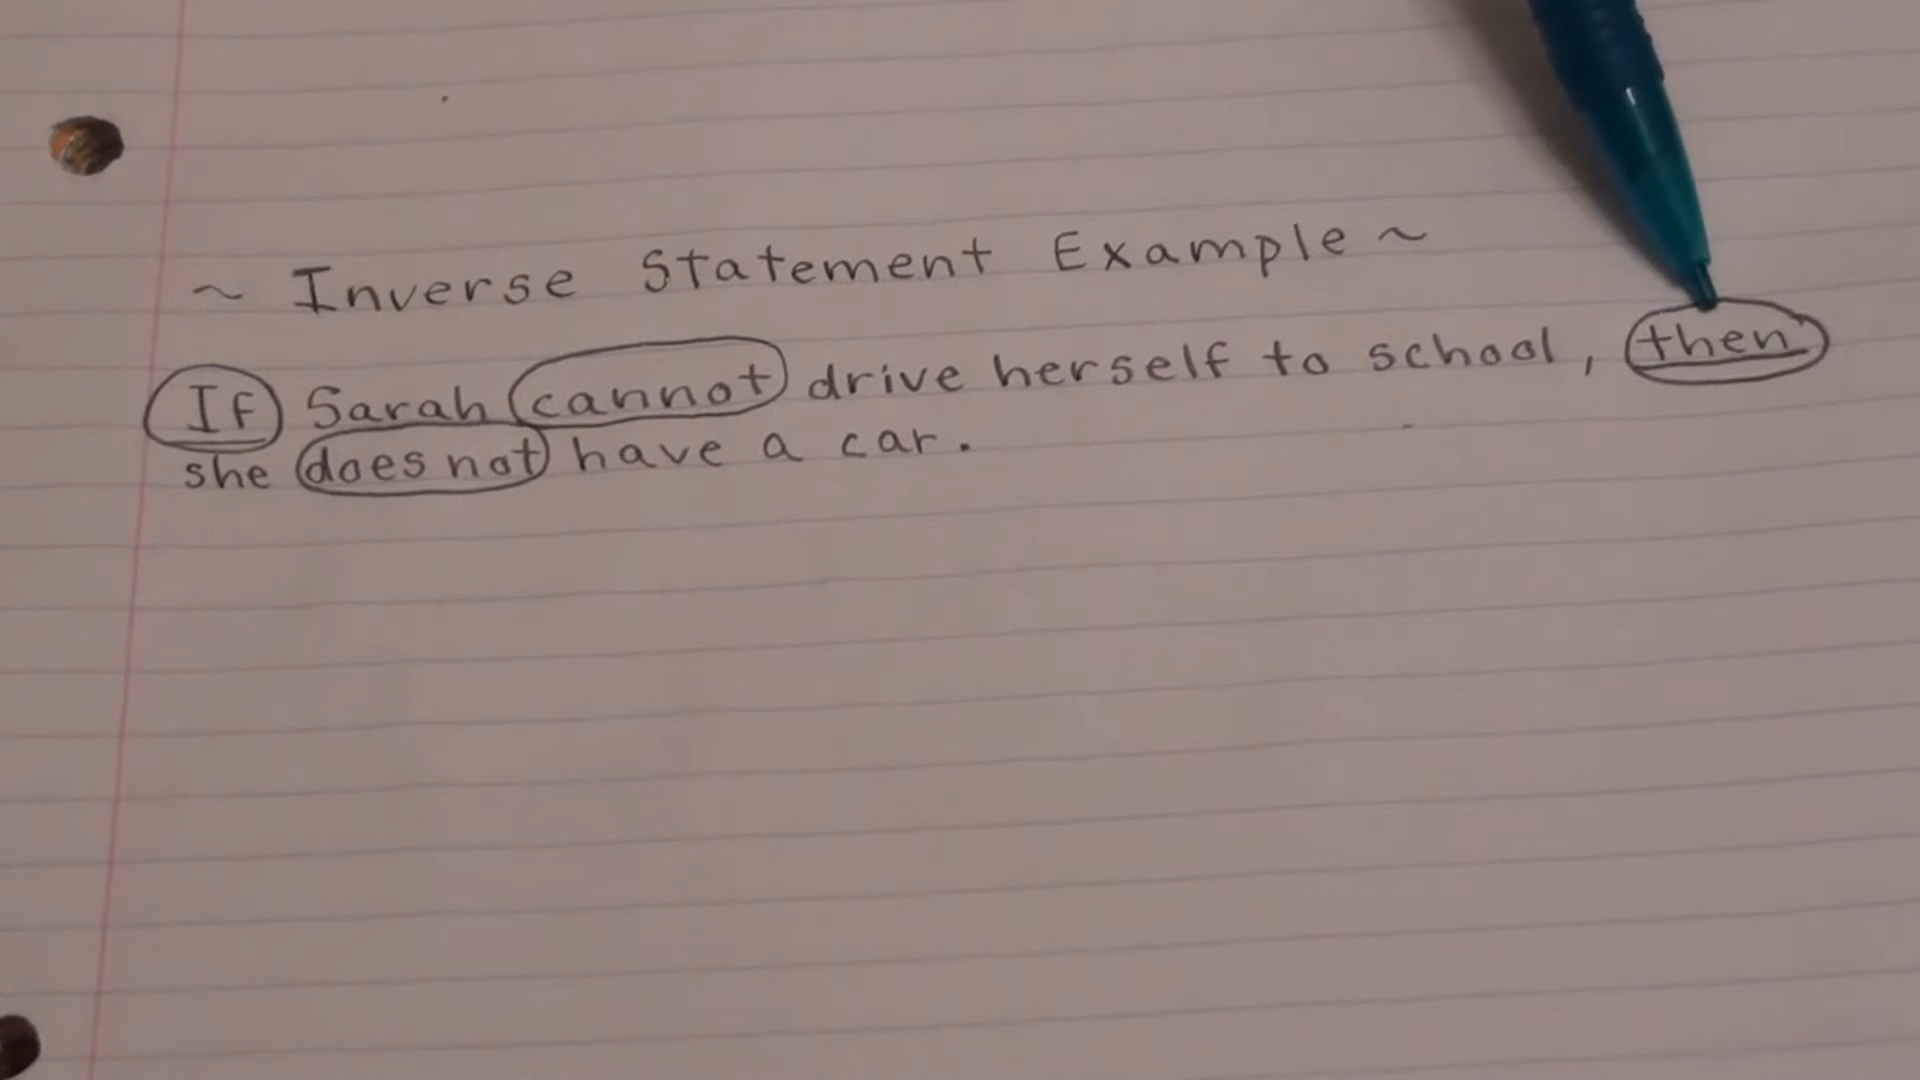 ~ Inverse Statement Example ~
If Sarah cannot drive herself to school, then
she does not have a car.